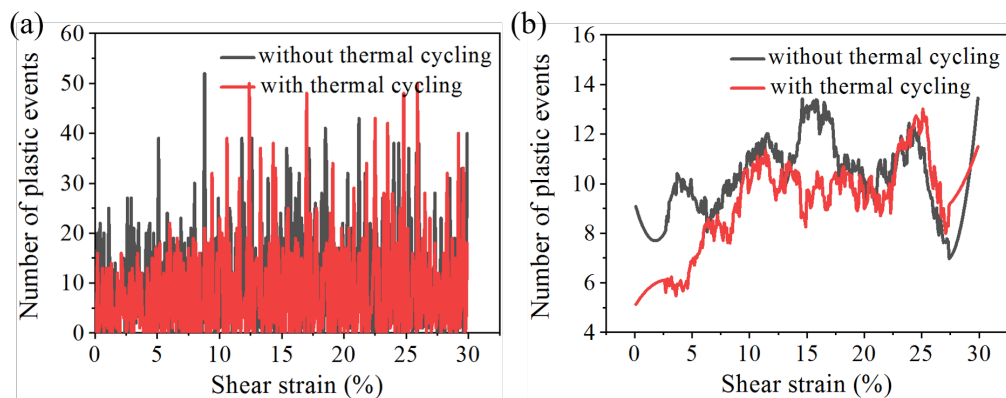 (a)
Number of plastic events
60
50
40
30
20
10
0
without thermal cycling
with thermal cycling
0 5 10 15 20 25 30
Shear strain (%)
(b)
Number of plastic events
16
14
12
10
8
6
4
without thermal cycling
with thermal cycling
0 5 10 15 20 25 30
Shear strain (%)